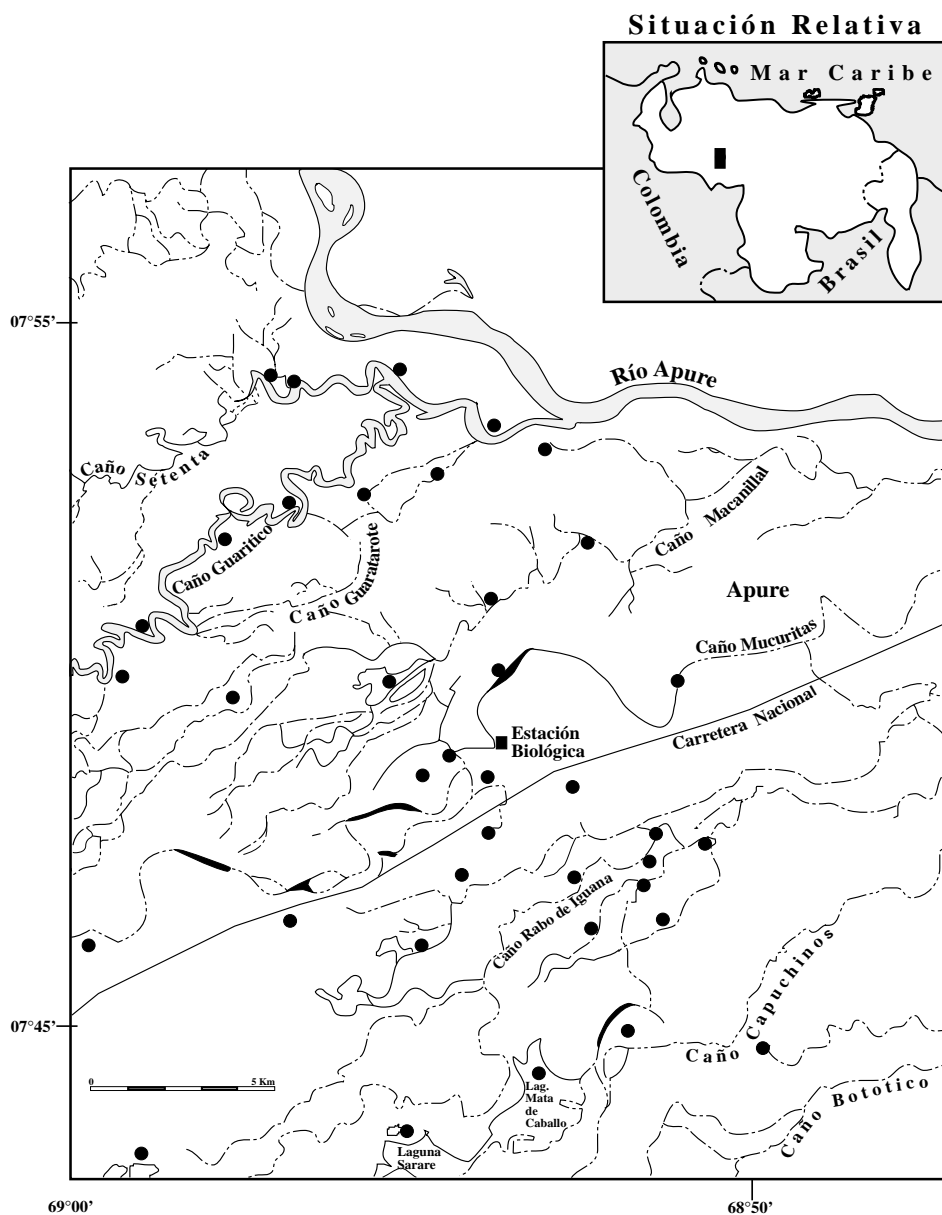 Situación Relativa
Mar Caribe
Colombia
Brasil
07°55’
Río Apure
Caño Setenta
Caño Macanillal
Caño Guaritico
Caño Guaratarote
Apure
Caño Mucuritas
Carretera Nacional
Estación
Biológica
Caño Rabo de Iguana
Caño Capuchinos
07°45’
0
5 Km
Lag.
Mata
de
Caballo
Caño Bototico
Laguna
Sarare
69°00’
68°50’